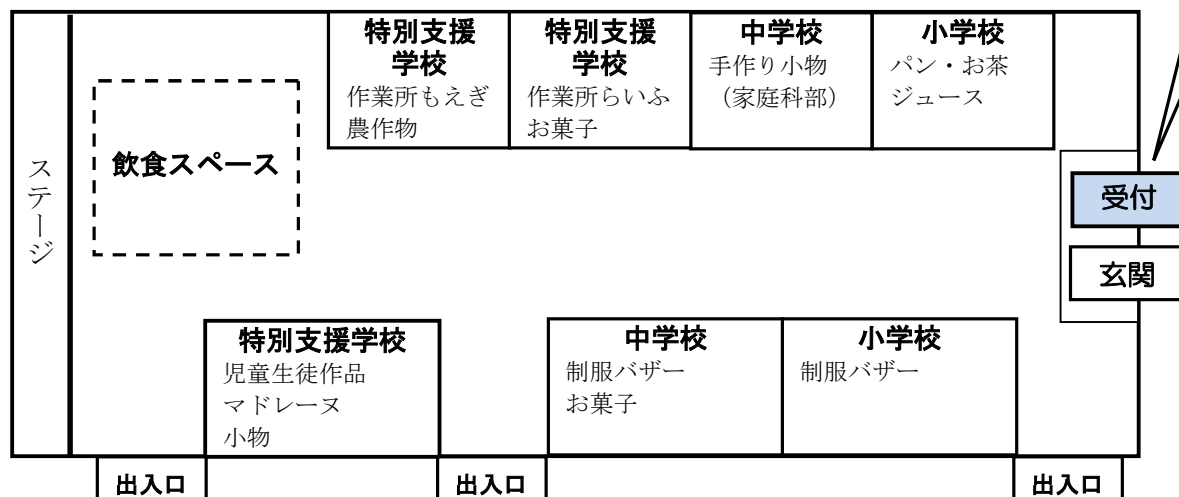 特別支援
学校
作業所もえぎ
農作物
特別支援
学校
作業所らいふ
お菓子
中学校
手作り小物
（家庭科部）
小学校
パン・お茶
ジュース
ステージ
飲食スペース
受付
玄関
特別支援学校
児童生徒作品
マドレーヌ
小物
中学校
制服バザー
お菓子
小学校
制服バザー
出入口
出入口
出入口